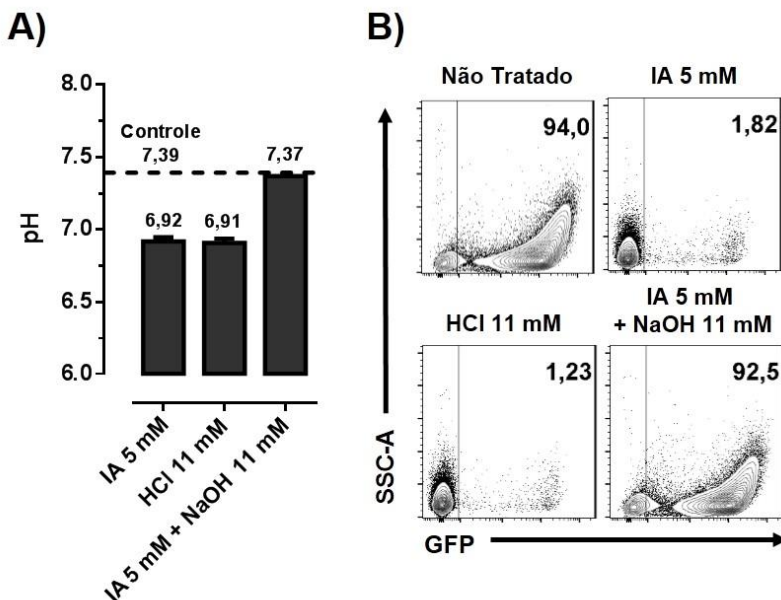 A)
8.0
7.5
7.0
6.5
6.0
pH
Controle
7,39
6,92
6,91
7,37
IA 5 mM
HCl 11 mM
IA 5 mM + NaOH 11 mM
B)
Não Tratado
94,0
IA 5 mM
1,82
HCl 11 mM
1,23
IA 5 mM
+ NaOH 11 mM
92,5
SSC-A
GFP